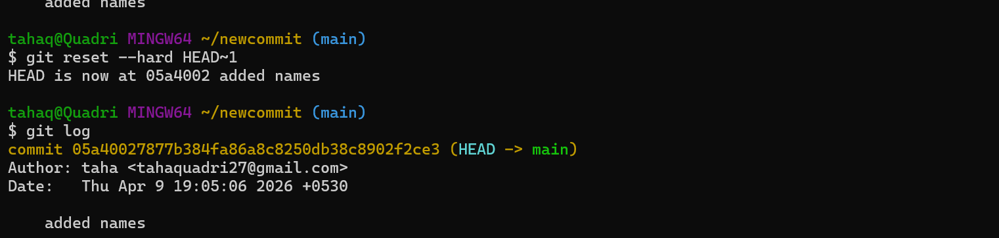 added names
tahaq@Quadri MINGW64 ~/newcommit (main)
$ git reset --hard HEAD~1
HEAD is now at 05a4002 added names
tahaq@Quadri MINGW64 ~/newcommit (main)
$ git log
commit 05a40027877b384fa86a8c8250db38c8902f2ce3 (HEAD -> main)
Author: taha <tahaquadri27@gmail.com>
Date:   Thu Apr 9 19:05:06 2026 +0530
added names